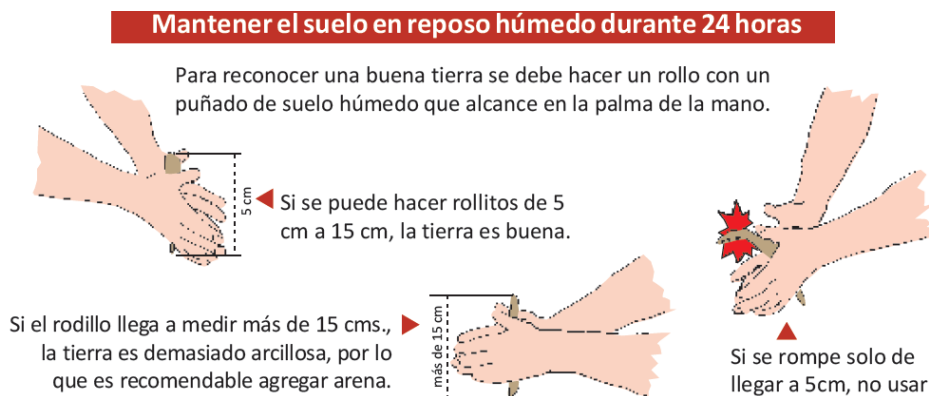 Mantener el suelo en reposo húmedo durante 24 horas
Para reconocer una buena tierra se debe hacer un rollo con un
puñado de suelo húmedo que alcance en la palma de la mano.
5 cm
Si se puede hacer rollitos de 5
cm a 15 cm, la tierra es buena.
Si el rodillo llega a medir más de 15 cms.,
la tierra es demasiado arcillosa, por lo
que es recomendable agregar arena.
más de 15 cm
Si se rompe solo de
llegar a 5cm, no usar